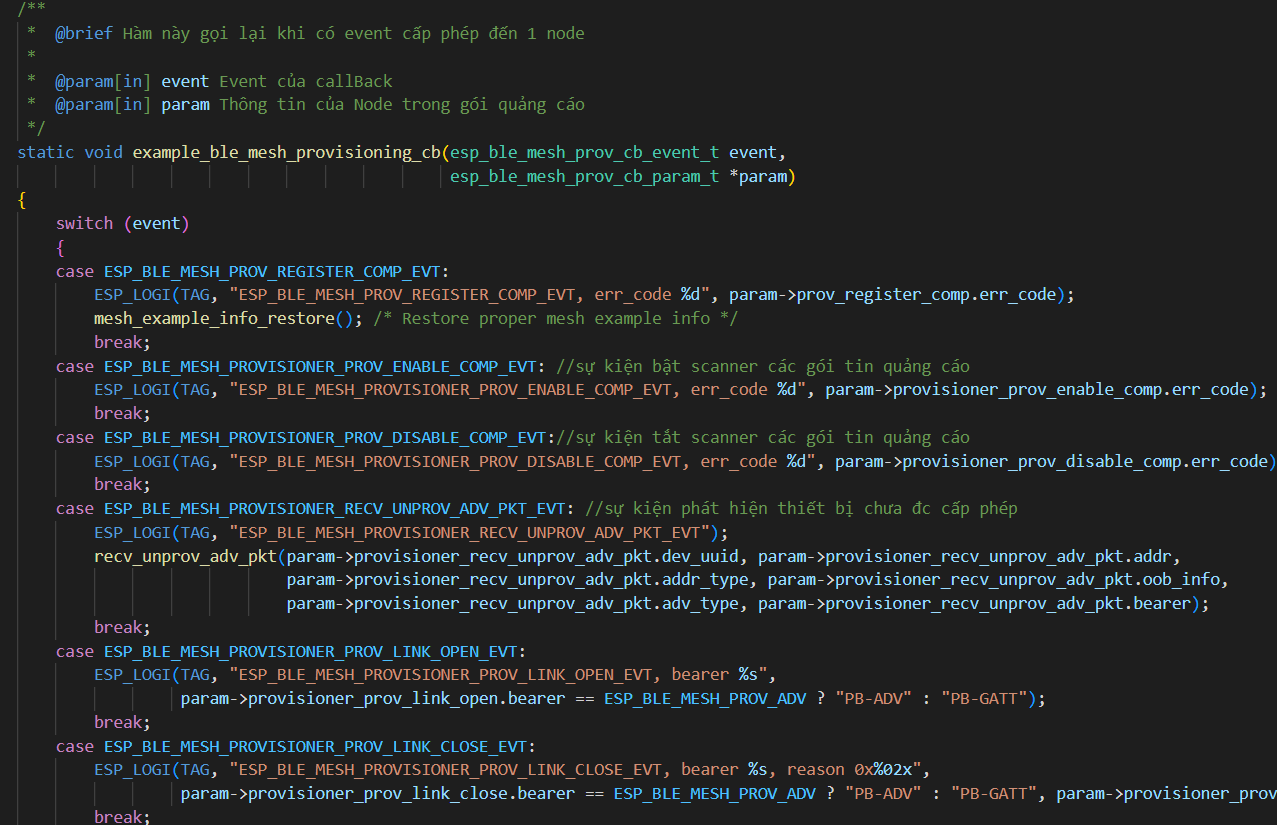 /**
 *  @brief Hàm này gọi lại khi có event cấp phép đến 1 node
 *
 *  @param[in] event Event của callBack
 *  @param[in] param Thông tin của Node trong gói quảng cáo
 */
static void example_ble_mesh_provisioning_cb(esp_ble_mesh_prov_cb_event_t event,
                                             esp_ble_mesh_prov_cb_param_t *param)
{
    switch (event)
    {
    case ESP_BLE_MESH_PROV_REGISTER_COMP_EVT:
        ESP_LOGI(TAG, "ESP_BLE_MESH_PROV_REGISTER_COMP_EVT, err_code %d", param->prov_register_comp.err_code);
        mesh_example_info_restore(); /* Restore proper mesh example info */
        break;
    case ESP_BLE_MESH_PROVISIONER_PROV_ENABLE_COMP_EVT: //sự kiện bật scanner các gói tin quảng cáo
        ESP_LOGI(TAG, "ESP_BLE_MESH_PROVISIONER_PROV_ENABLE_COMP_EVT, err_code %d", param->provisioner_prov_enable_comp.err_code);
        break;
    case ESP_BLE_MESH_PROVISIONER_PROV_DISABLE_COMP_EVT://sự kiện tắt scanner các gói tin quảng cáo
        ESP_LOGI(TAG, "ESP_BLE_MESH_PROVISIONER_PROV_DISABLE_COMP_EVT, err_code %d", param->provisioner_prov_disable_comp.err_code)
        break;
    case ESP_BLE_MESH_PROVISIONER_RECV_UNPROV_ADV_PKT_EVT: //sự kiện phát hiện thiết bị chưa đc cấp phép
        ESP_LOGI(TAG, "ESP_BLE_MESH_PROVISIONER_RECV_UNPROV_ADV_PKT_EVT");
        recv_unprov_adv_pkt(param->provisioner_recv_unprov_adv_pkt.dev_uuid, param->provisioner_recv_unprov_adv_pkt.addr,
                            param->provisioner_recv_unprov_adv_pkt.addr_type, param->provisioner_recv_unprov_adv_pkt.oob_info,
                            param->provisioner_recv_unprov_adv_pkt.adv_type, param->provisioner_recv_unprov_adv_pkt.bearer);
        break;
    case ESP_BLE_MESH_PROVISIONER_PROV_LINK_OPEN_EVT:
        ESP_LOGI(TAG, "ESP_BLE_MESH_PROVISIONER_PROV_LINK_OPEN_EVT, bearer %s",
                 param->provisioner_prov_link_open.bearer == ESP_BLE_MESH_PROV_ADV ? "PB-ADV" : "PB-GATT");
        break;
    case ESP_BLE_MESH_PROVISIONER_PROV_LINK_CLOSE_EVT:
        ESP_LOGI(TAG, "ESP_BLE_MESH_PROVISIONER_PROV_LINK_CLOSE_EVT, bearer %s, reason 0x%02x",
                 param->provisioner_prov_link_close.bearer == ESP_BLE_MESH_PROV_ADV ? "PB-ADV" : "PB-GATT", param->provisioner_prov
        break;